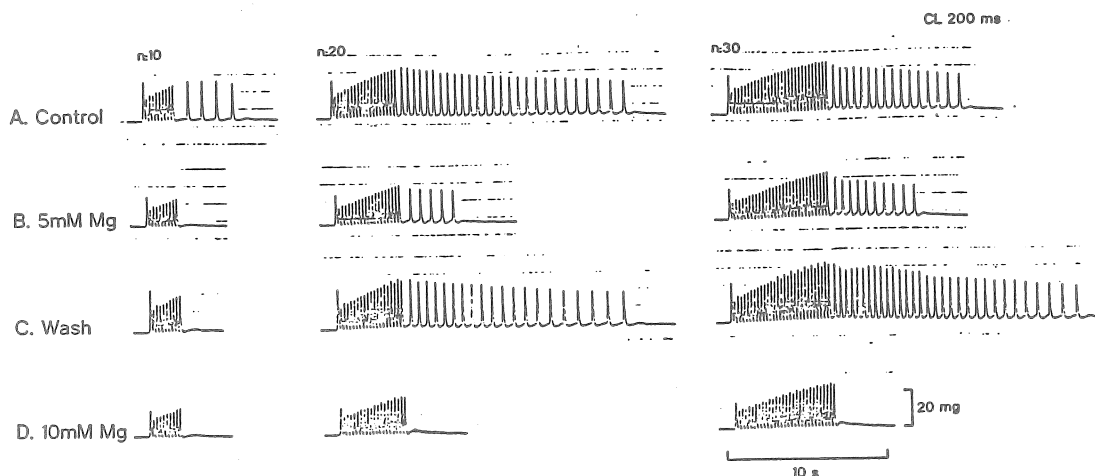 CL 200 ms
n=10
n=20
n=30
A. Control
B. 5mM Mg
C. Wash
D. 10mM Mg
20 mg
10 s